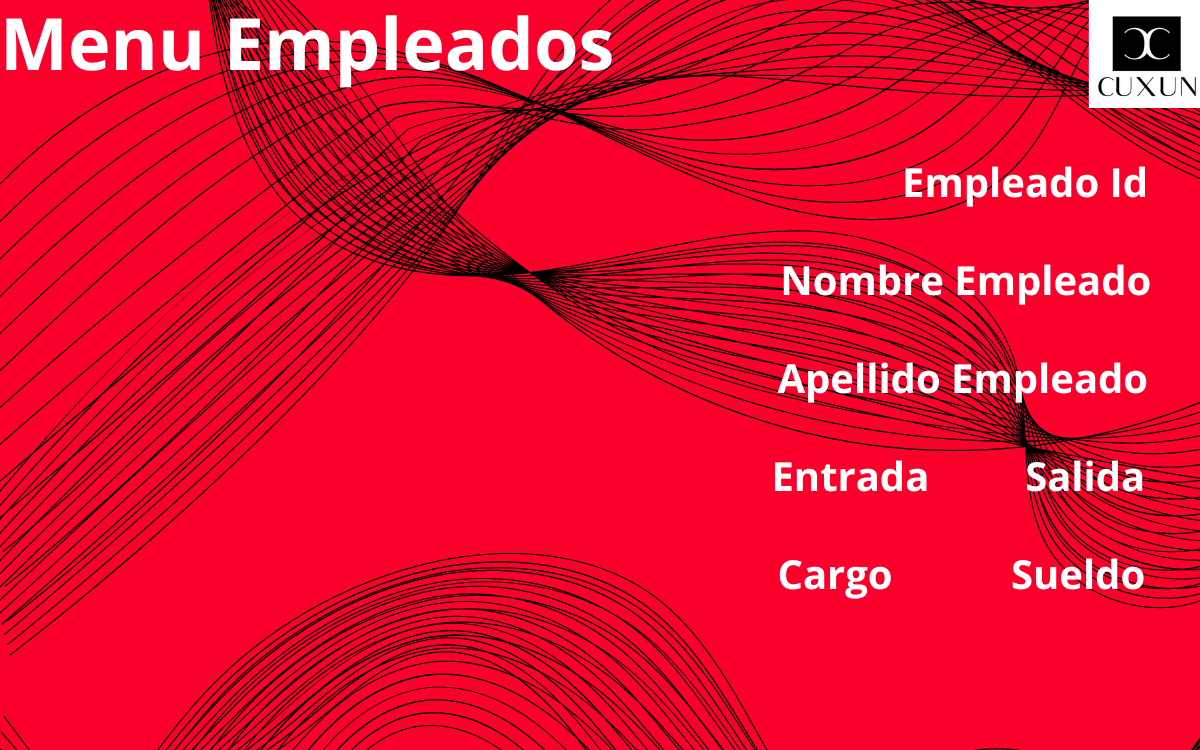 Menu Empleados
CUXUN
Empleado Id
Nombre Empleado
Apellido Empleado
Entrada Salida
Cargo Sueldo